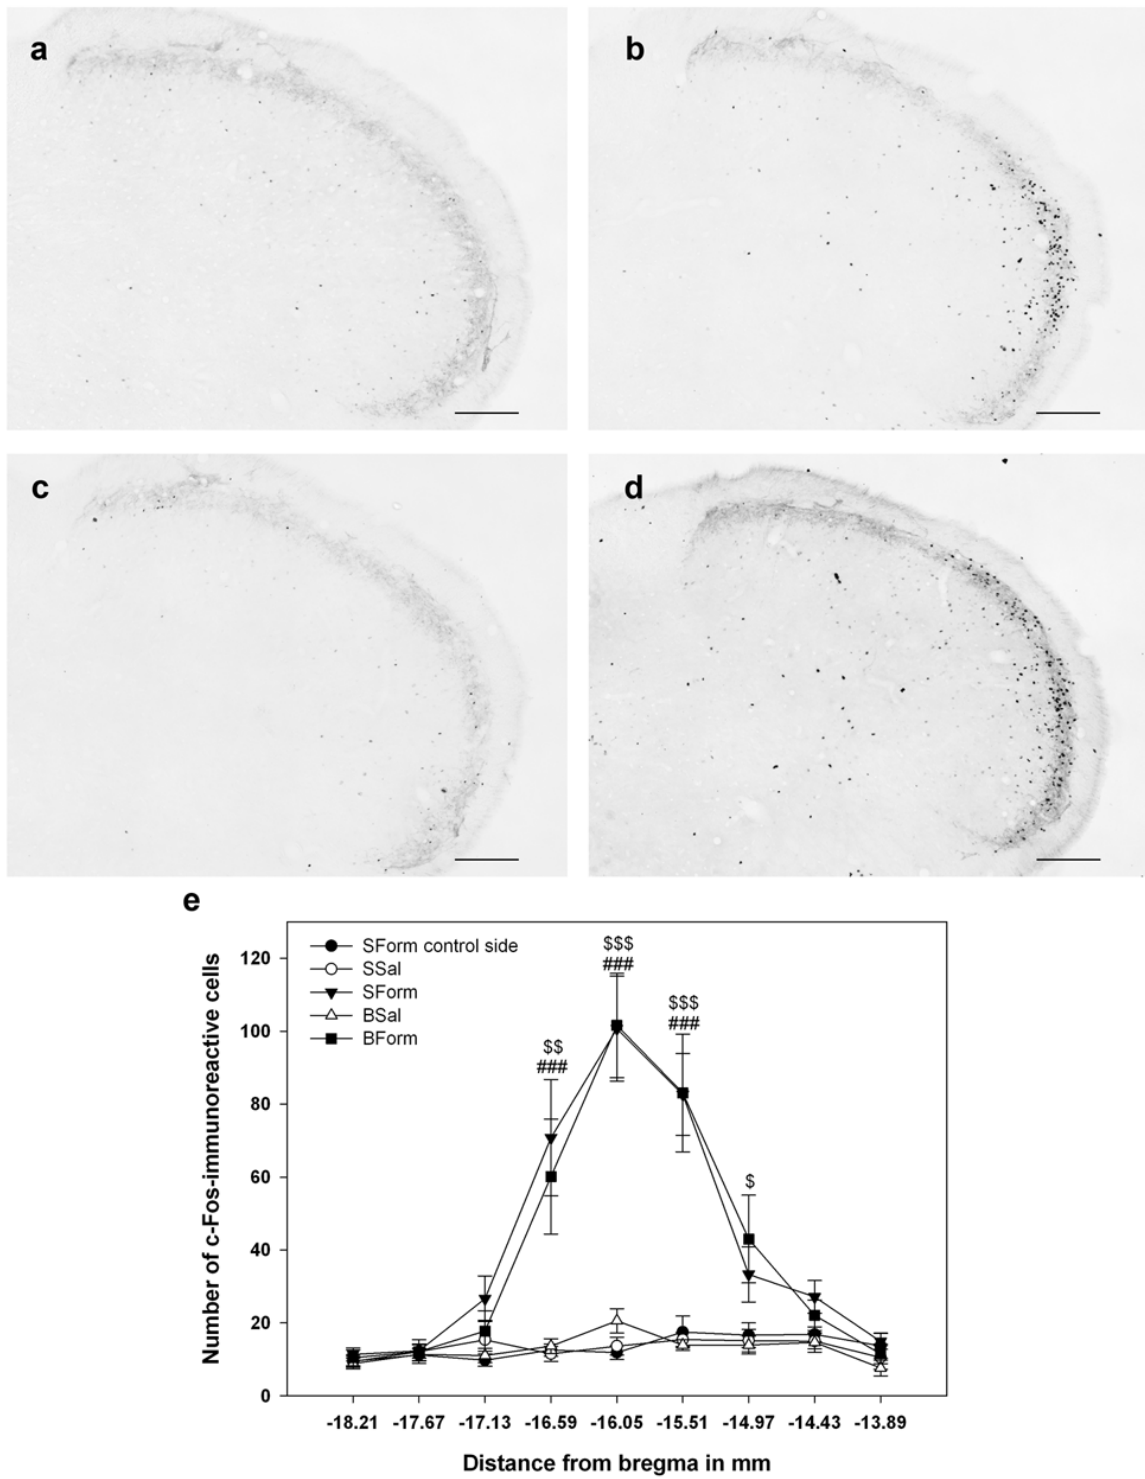 a
b
c
d
e
SForm control side
SSal
SForm
BSal
BForm
$$$
###
$$$
###
$$
###
$
120
100
80
60
40
20
0
Number of c-Fos-immunoreactive cells
-18.21 -17.67 -17.13 -16.59 -16.05 -15.51 -14.97 -14.43 -13.89
Distance from bregma in mm